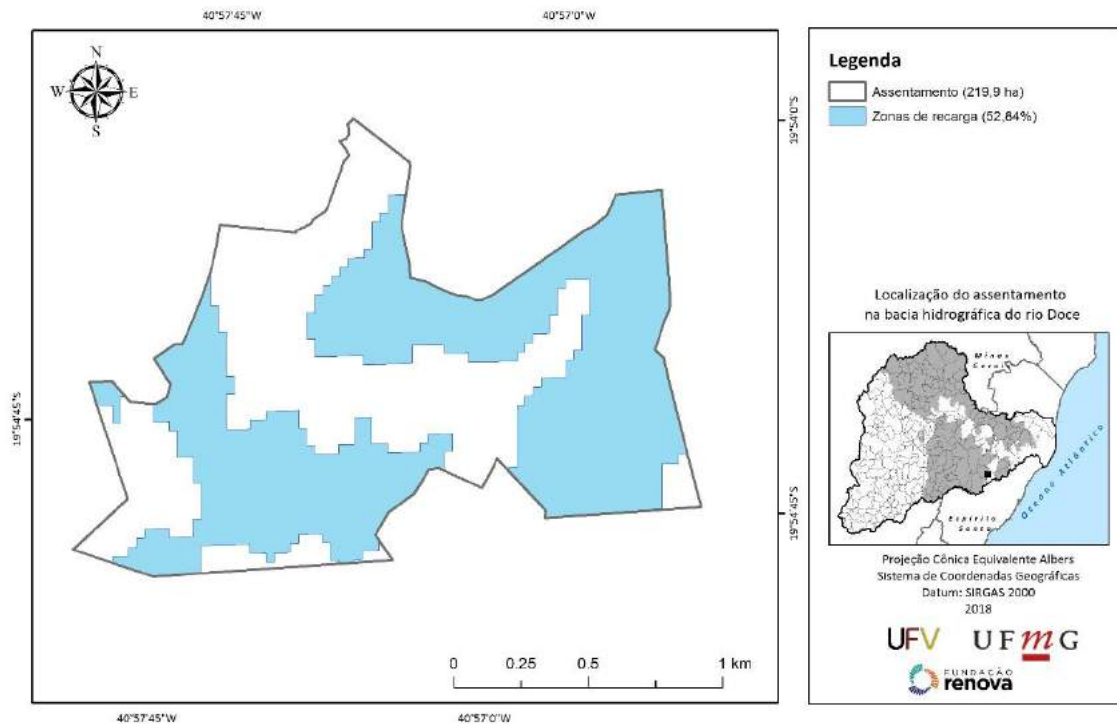 40°57'45"W
40°57'0"W
N
W
E
S
19°54'0"S
19°54'45"S
19°54'45"S
0
0.25
0.5
1 km
40°57'45"W
40°57'0"W
Legenda
Assentamento (219,9 ha)
Zonas de recarga (52,84%)
Localização do assentamento
na bacia hidrográfica do rio Doce
Minas
Gerai
Oceano Atlântico
Espírito
Santo
Projeção Cônica Equivalente Albers
Sistema de Coordenadas Geográficas
Datum: SIRGAS 2000
2018
UFV
UFmG
FUNDAÇÃO
renova